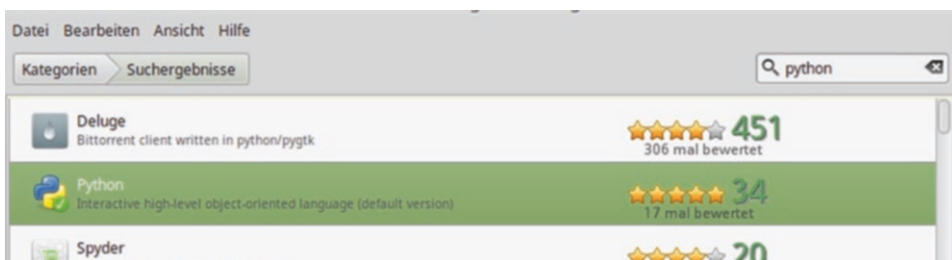 Datei Bearbeiten Ansicht Hilfe
Kategorien Suchergebnisse python
Deluge
Bittorrent client written in python/pygtk
451
306 mal bewertet
Python
Interactive high-level object-oriented language (default version)
34
17 mal bewertet
Spyder
20